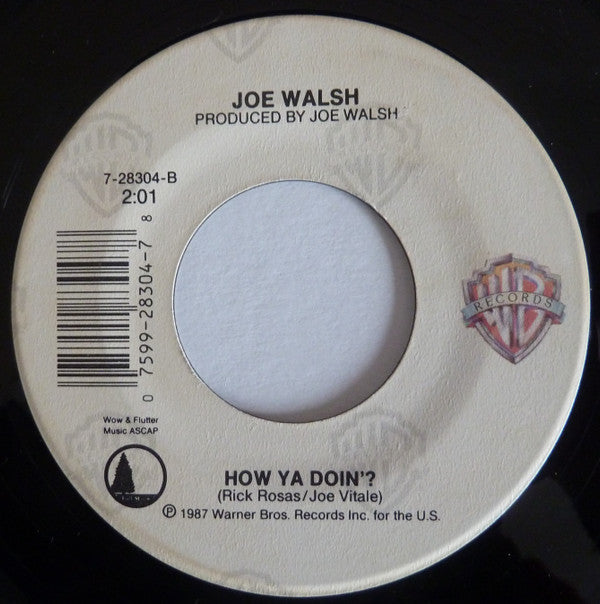 JOE WALSH
PRODUCED BY JOE WALSH
7-28304-B
2:01
0 7599-28304-7 8
WB
RECORDS
Wow & Flutter
Music ASCAP
HOW YA DOIN'?
(Rick Rosas/Joe Vitale)
℗ 1987 Warner Bros. Records Inc. for the U.S.